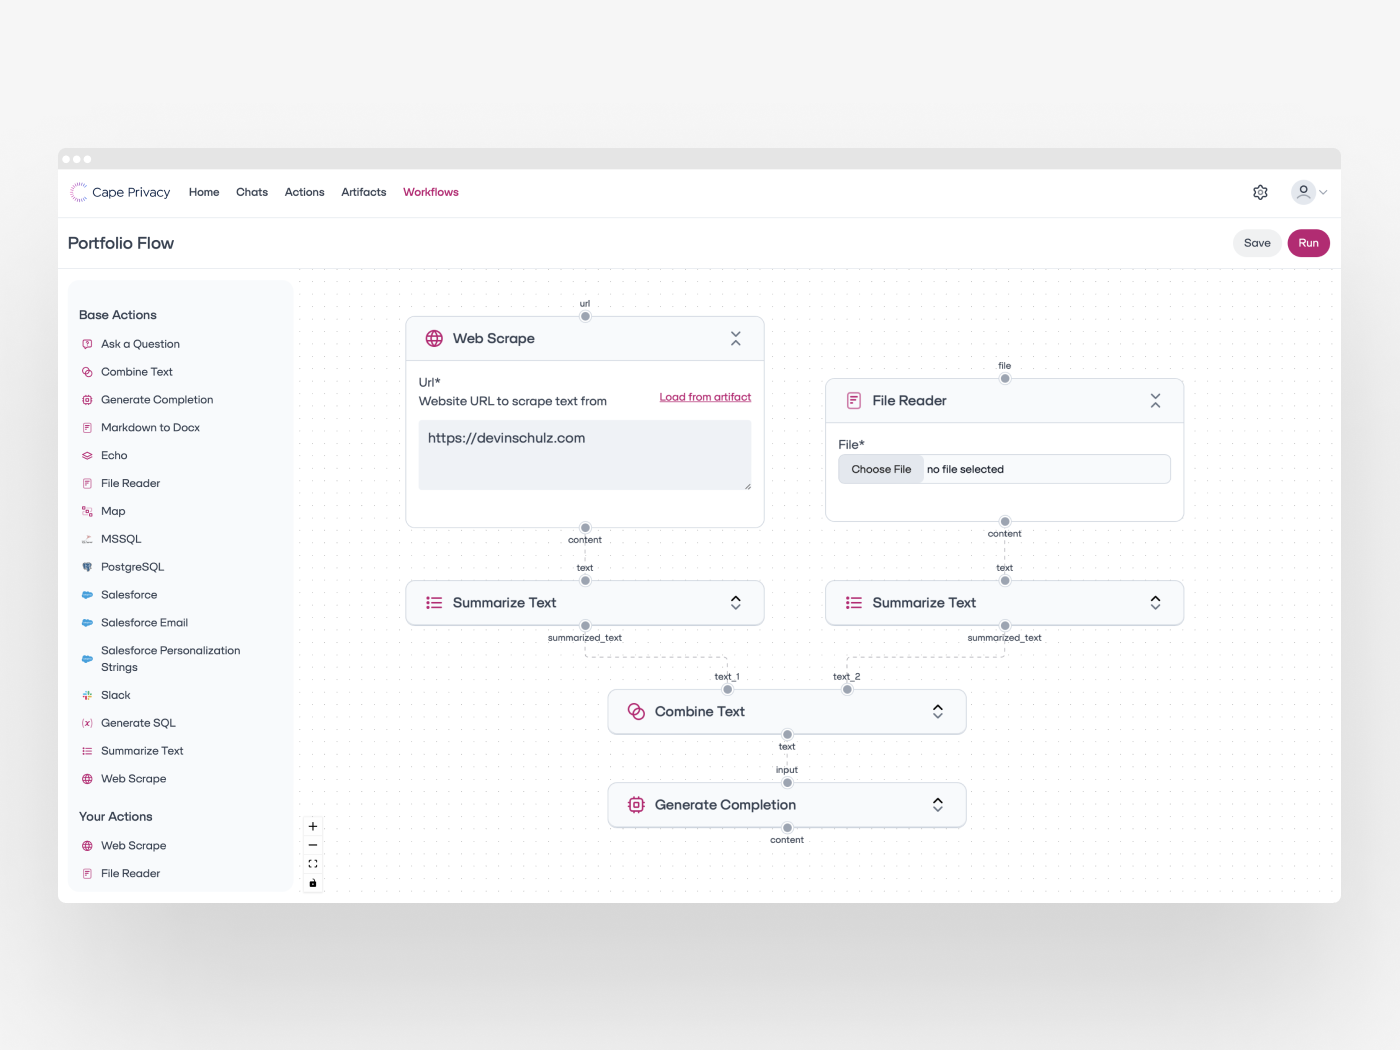 Cape Privacy Home Chats Actions Artifacts Workflows
Portfolio Flow
Save Run
Base Actions
Ask a Question
Combine Text
Generate Completion
Markdown to Docx
Echo
File Reader
Map
MSSQL
PostgreSQL
Salesforce
Salesforce Email
Salesforce Personalization
Strings
Slack
Generate SQL
Summarize Text
Web Scrape
Your Actions
Web Scrape
File Reader
url
Web Scrape
Url*
Website URL to scrape text from
Load from artifact
https://devinschulz.com
content
file
File Reader
File*
Choose File no file selected
content
text
Summarize Text
summarized_text
text
Summarize Text
summarized_text
text_1
text_2
Combine Text
text
input
Generate Completion
content